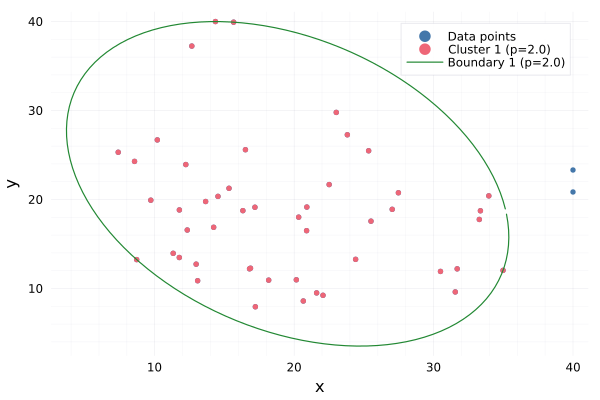 40
Data points
Cluster 1 (p=2.0)
Boundary 1 (p=2.0)
30
y
20
10
10 20 30 40
x